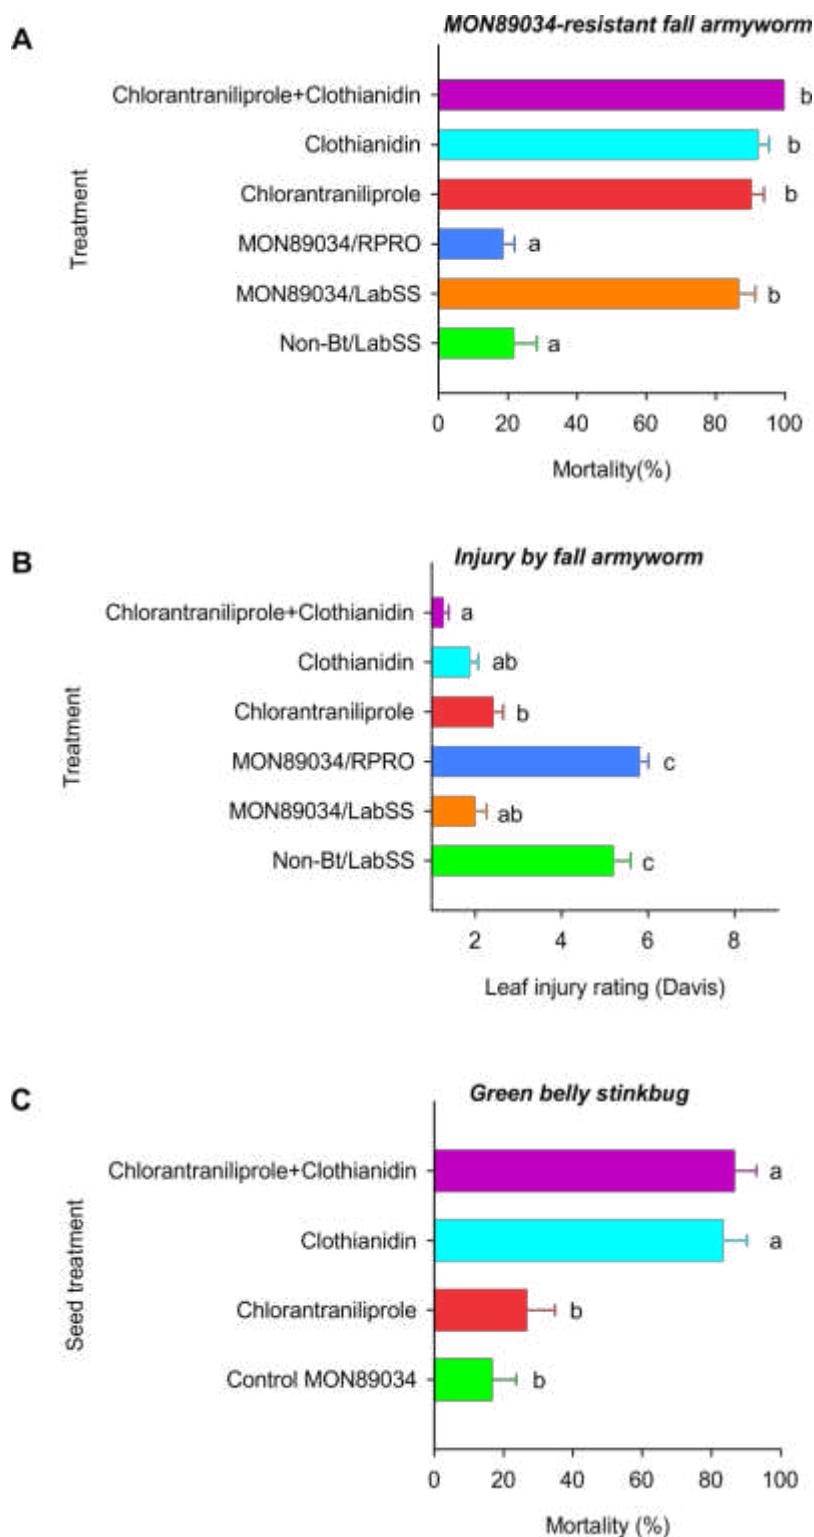 A
MON89034-resistant fall armyworm
Chlorantraniliprole+Clothianidin
b
Clothianidin
b
Chlorantraniliprole
b
MON89034/RPRO
a
MON89034/LabSS
b
Non-Bt/LabSS
a
Treatment
0 20 40 60 80 100
Mortality(%)
B
Injury by fall armyworm
Chlorantraniliprole+Clothianidin
a
Clothianidin
ab
Chlorantraniliprole
b
MON89034/RPRO
c
MON89034/LabSS
ab
Non-Bt/LabSS
c
Treatment
2 4 6 8
Leaf injury rating (Davis)
C
Green belly stinkbug
Chlorantraniliprole+Clothianidin
a
Clothianidin
a
Chlorantraniliprole
b
Control MON89034
b
Seed treatment
0 20 40 60 80 100
Mortality (%)